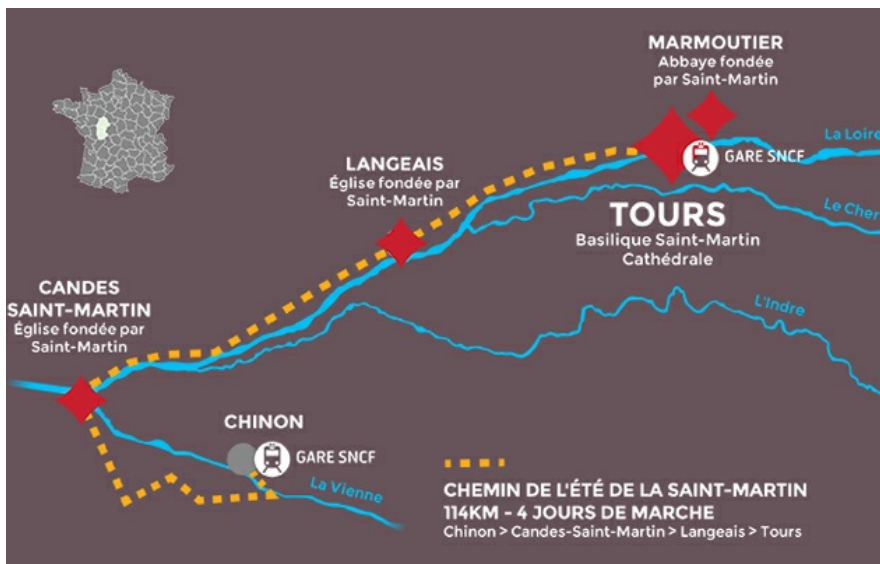 MARMOUTIER
Abbaye fondée
par Saint-Martin
La Loire
GARE SNCF
LANGEAIS
Église fondée par
Saint-Martin
Le Cher
TOURS
Basilique Saint-Martin
Cathédrale
CANDES
SAINT-MARTIN
Église fondée par
Saint-Martin
L'Indre
CHINON
GARE SNCF
La Vienne
CHEMIN DE L'ÉTÉ DE LA SAINT-MARTIN
114KM - 4 JOURS DE MARCHE
Chinon > Candes-Saint-Martin > Langeais > Tours